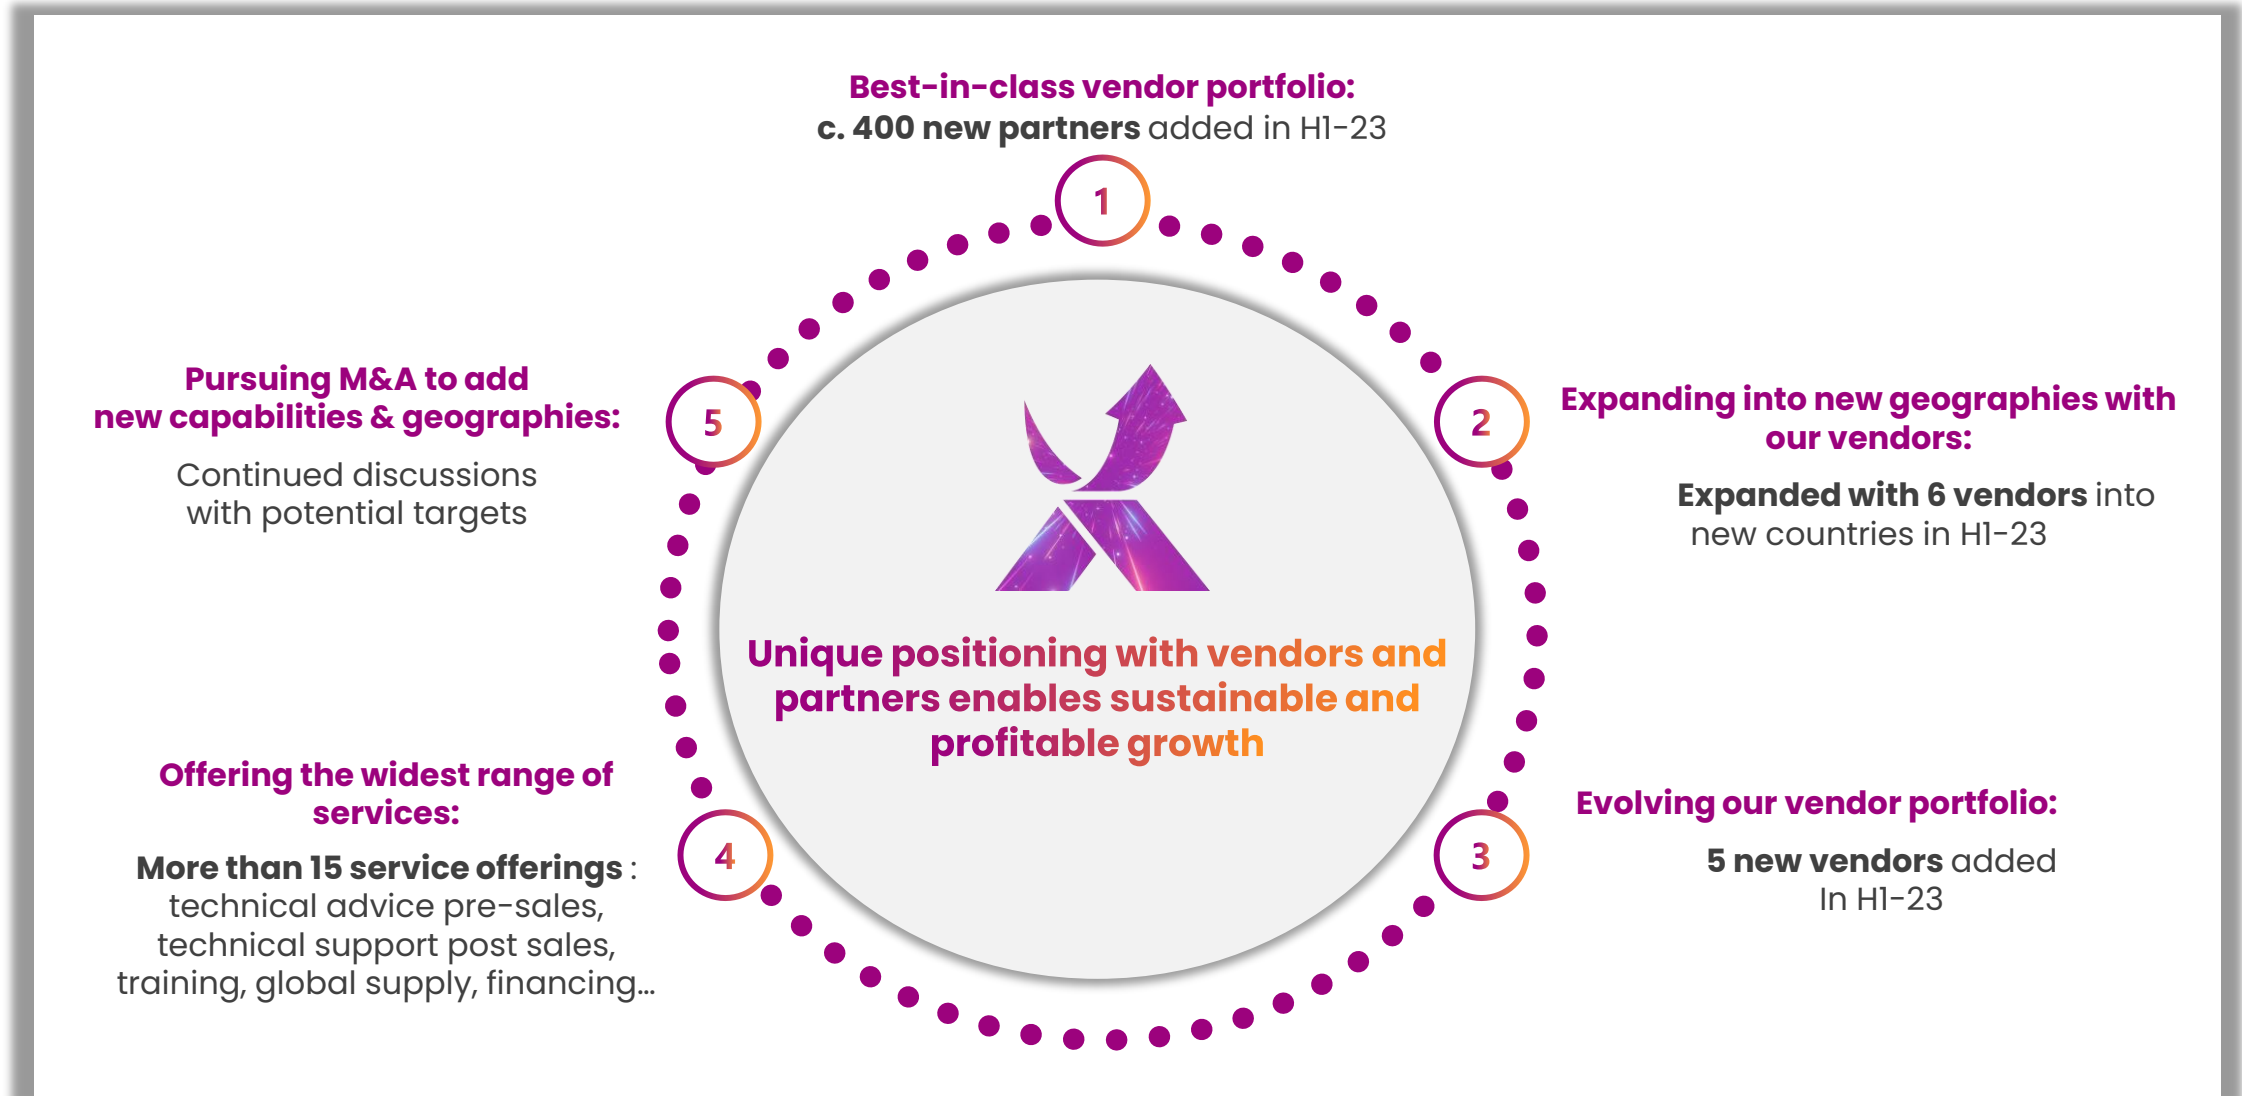 Best-in-class vendor portfolio:
c. 400 new partners added in H1-23
1
Expanding into new geographies with
our vendors:
Expanded with 6 vendors into
new countries in H1-23
2
Evolving our vendor portfolio:
5 new vendors added
In H1-23
3
Offering the widest range of
services:
More than 15 service offerings :
technical advice pre-sales,
technical support post sales,
training, global supply, financing...
4
Pursuing M&A to add
new capabilities & geographies:
Continued discussions
with potential targets
5
Unique positioning with vendors and
partners enables sustainable and
profitable growth